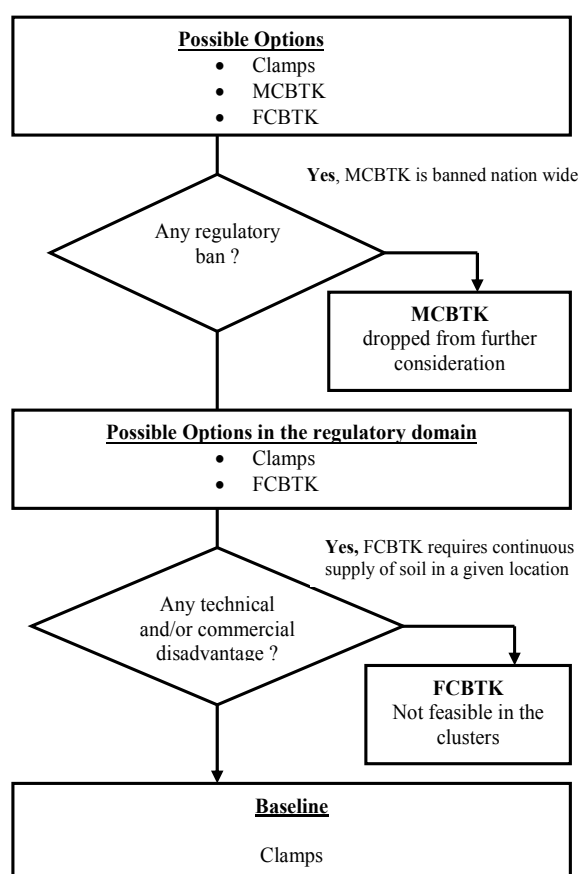 Possible Options
• Clamps
• MCBTK
• FCBTK
Yes, MCBTK is banned nation wide
Any regulatory
ban ?
MCBTK
dropped from further
consideration
Possible Options in the regulatory domain
• Clamps
• FCBTK
Yes, FCBTK requires continuous
supply of soil in a given location
Any technical
and/or commercial
disadvantage ?
FCBTK
Not feasible in the
clusters
Baseline
Clamps